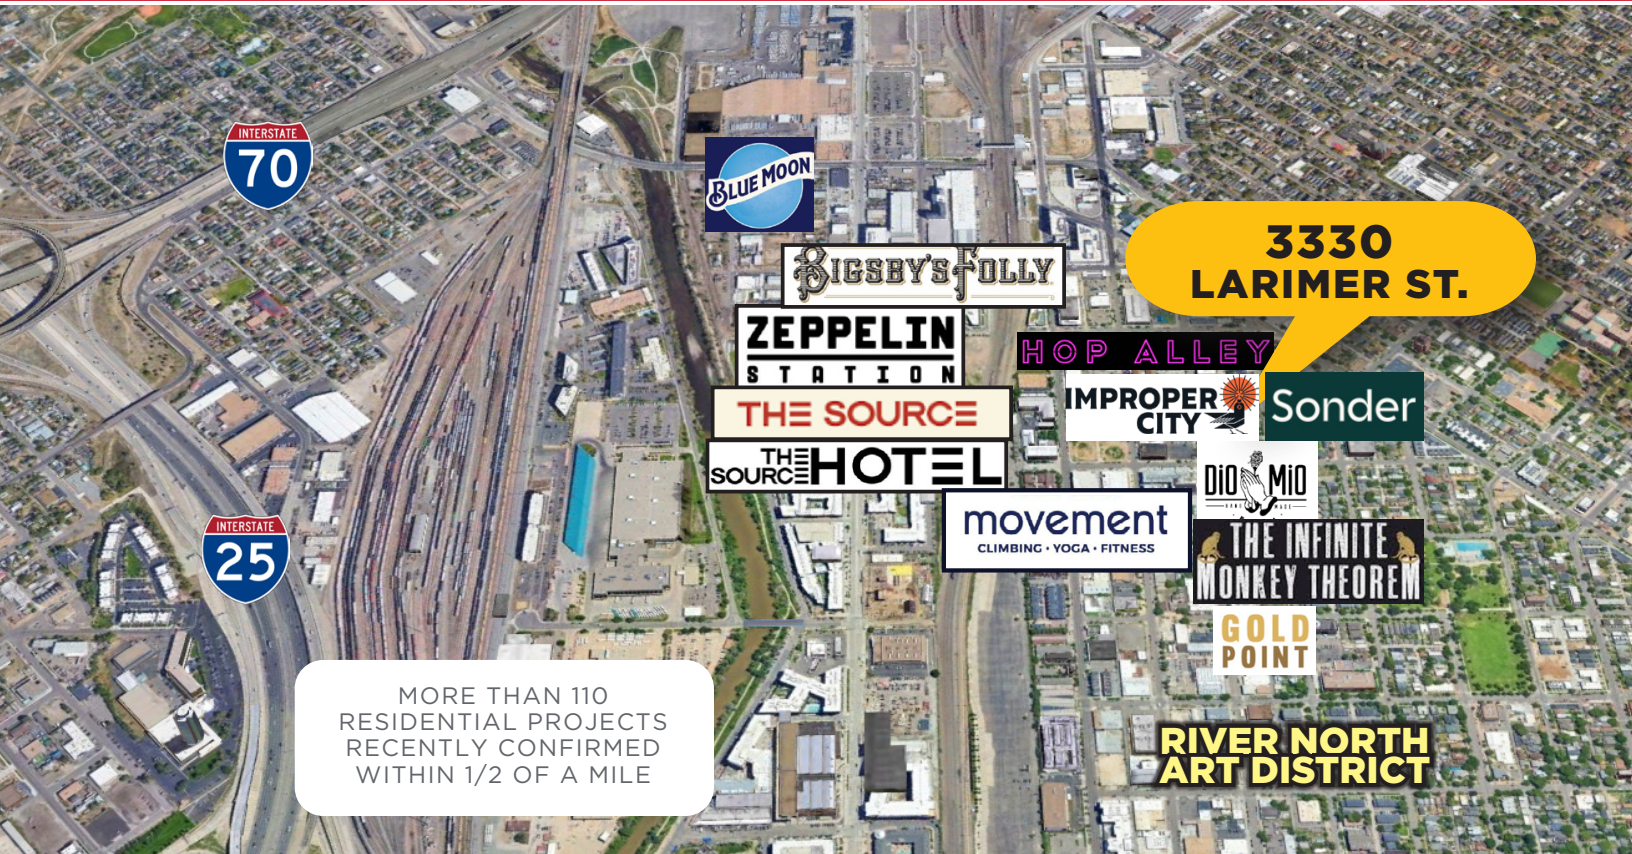 INTERSTATE
70
BLUE MOON
BIGSBY'S FOLLY
3330
LARIMER ST.
ZEPPELIN
STATION
HOP ALLEY
THE SOURCE
IMPROPER
CITY
Sonder
THE
SOURCE HOTEL
DIO MIO
HAND MADE
movement
CLIMBING • YOGA • FITNESS
INTERSTATE
25
THE INFINITE
MONKEY THEOREM
GOLD
POINT
MORE THAN 110
RESIDENTIAL PROJECTS
RECENTLY CONFIRMED
WITHIN 1/2 OF A MILE
RIVER NORTH
ART DISTRICT